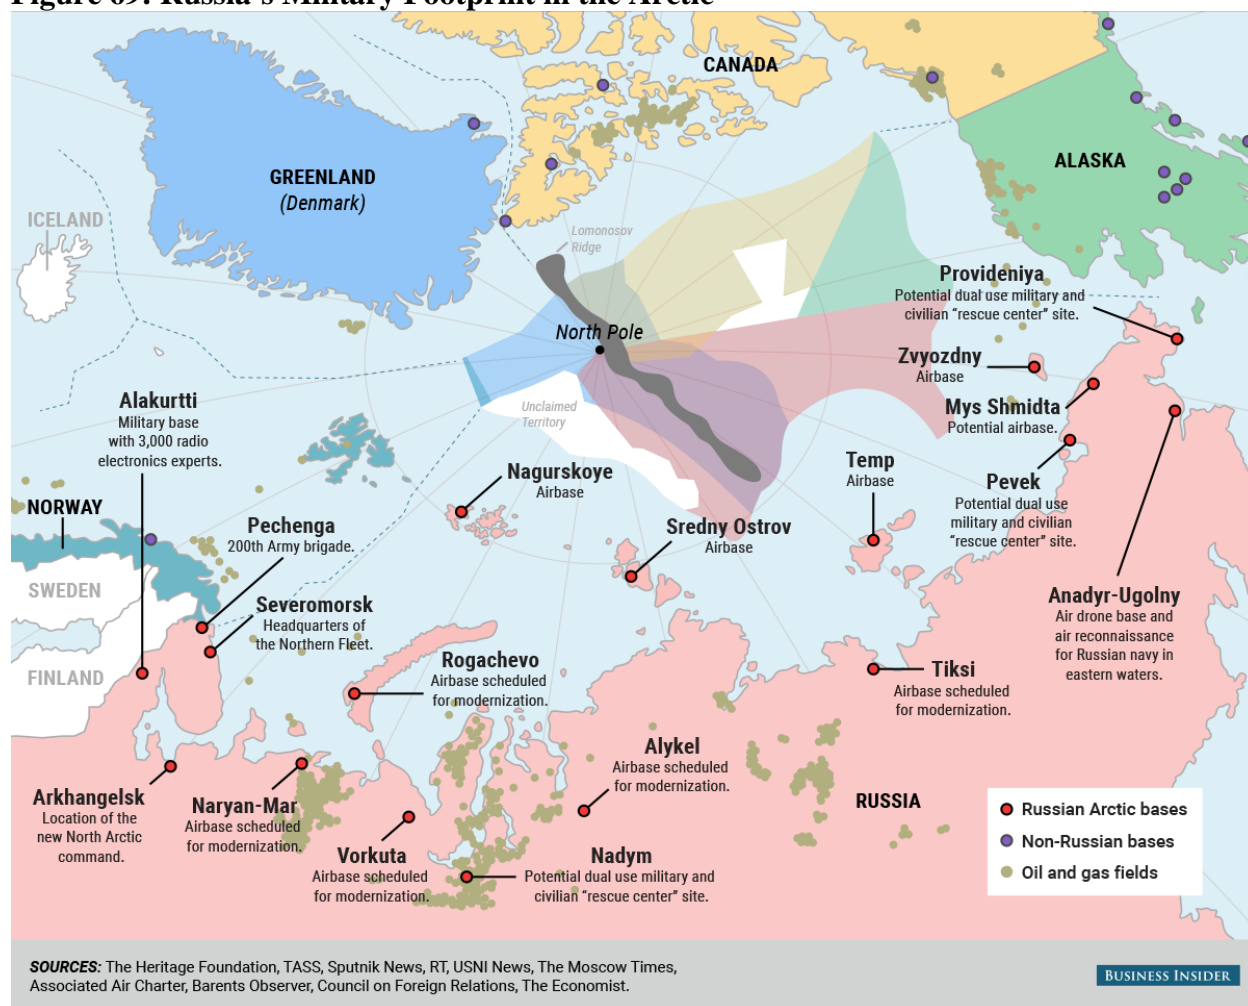 Figure 69: Russia's Military Footprint in the Arctic
CANADA
GREENLAND
(Denmark)
ALASKA
ICELAND
Lomonosov
Ridge
North Pole
Provideniya
Potential dual use military and
civilian “rescue center” site.
Zvyozdny
Airbase
Mys Shmidta
Potential airbase.
Unclaimed
Territory
Alakurtti
Military base
with 3,000 radio
electronics experts.
Nagurskoye
Airbase
Temp
Airbase
Pevek
Potential dual use
military and civilian
“rescue center” site.
NORWAY
Pechenga
200th Army brigade.
Sredny Ostrov
Airbase
SWEDEN
Severomorsk
Headquarters of
the Northern Fleet.
Anadyr-Ugolny
Air drone base and
air reconnaissance
for Russian navy in
eastern waters.
FINLAND
Rogachevo
Airbase scheduled
for modernization.
Tiksi
Airbase scheduled
for modernization.
Alykel
Airbase scheduled
for modernization.
Arkhangelsk
Location of the
new North Arctic
command.
Naryan-Mar
Airbase scheduled
for modernization.
RUSSIA
Vorkuta
Airbase scheduled
for modernization.
Nadym
Potential dual use military and
civilian “rescue center” site.
Russian Arctic bases
Non-Russian bases
Oil and gas fields
SOURCES: The Heritage Foundation, TASS, Sputnik News, RT, USNI News, The Moscow Times,
Associated Air Charter, Barents Observer, Council on Foreign Relations, The Economist.
BUSINESS INSIDER